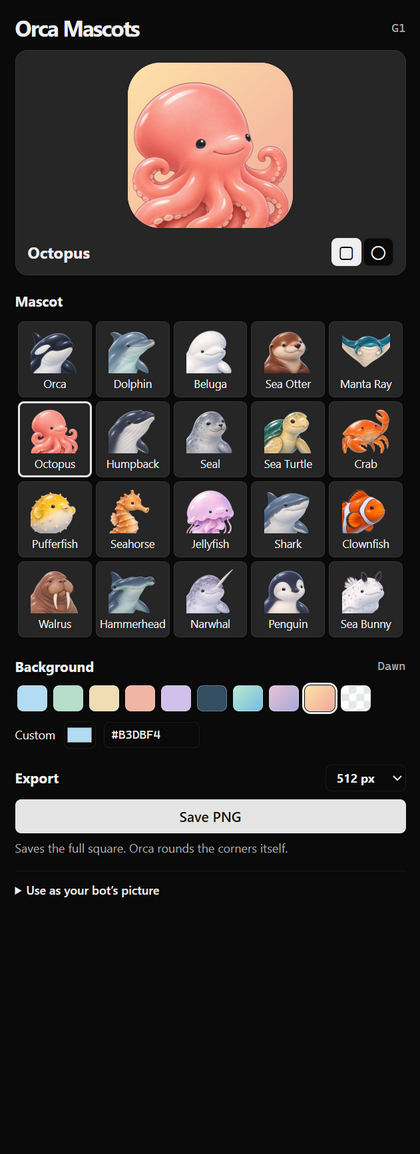 Orca Mascots G1
Octopus
Mascot
Orca Dolphin Beluga Sea Otter Manta Ray
Octopus Humpback Seal Sea Turtle Crab
Pufferfish Seahorse Jellyfish Shark Clownfish
Walrus Hammerhead Narwhal Penguin Sea Bunny
Background Dawn
Custom #B3DBF4
Export 512 px
Save PNG
Saves the full square. Orca rounds the corners itself.
Use as your bot’s picture